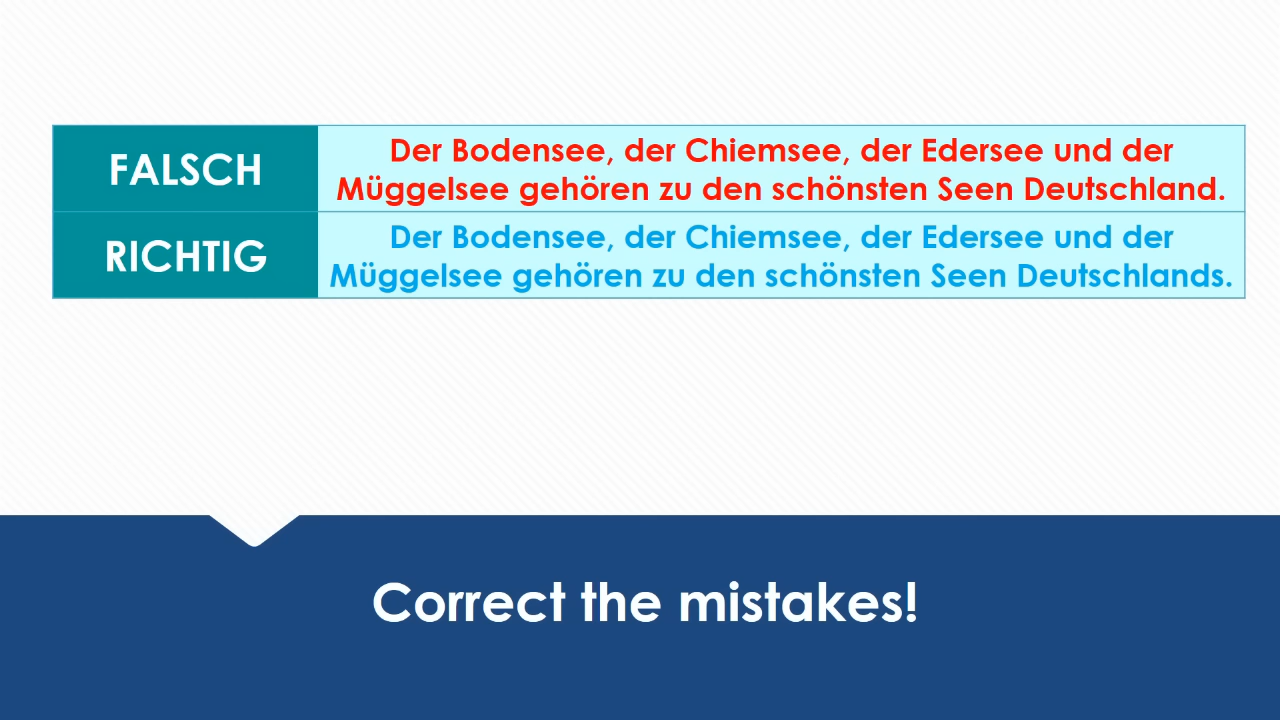 FALSCH
Der Bodensee, der Chiemsee, der Edersee und der
Müggelsee gehören zu den schönsten Seen Deutschland.
RICHTIG
Der Bodensee, der Chiemsee, der Edersee und der
Müggelsee gehören zu den schönsten Seen Deutschlands.
Correct the mistakes!